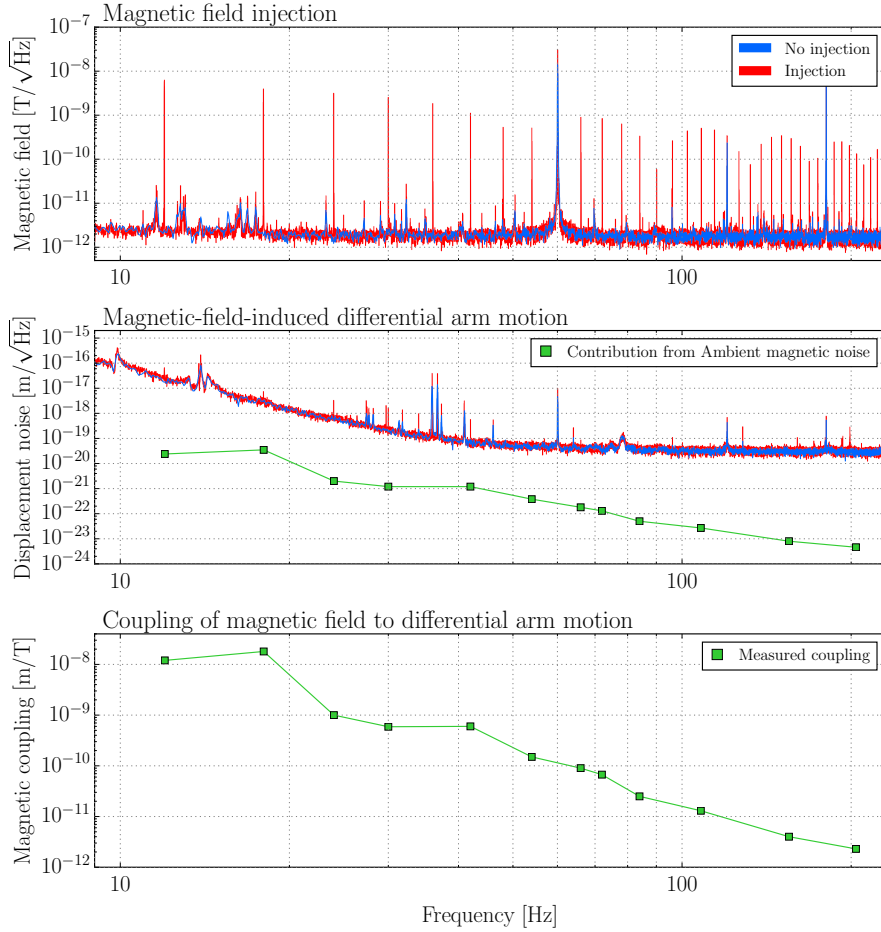 Magnetic field injection
Magnetic field [T/√Hz]
10⁻⁷
10⁻⁸
10⁻⁹
10⁻¹⁰
10⁻¹¹
10⁻¹²
No injection
Injection
10
100
Magnetic-field-induced differential arm motion
Displacement noise [m/√Hz]
10⁻¹⁵
10⁻¹⁶
10⁻¹⁷
10⁻¹⁸
10⁻¹⁹
10⁻²⁰
10⁻²¹
10⁻²²
10⁻²³
10⁻²⁴
Contribution from Ambient magnetic noise
10
100
Coupling of magnetic field to differential arm motion
Magnetic coupling [m/T]
10⁻⁸
10⁻⁹
10⁻¹⁰
10⁻¹¹
10⁻¹²
Measured coupling
10
100
Frequency [Hz]